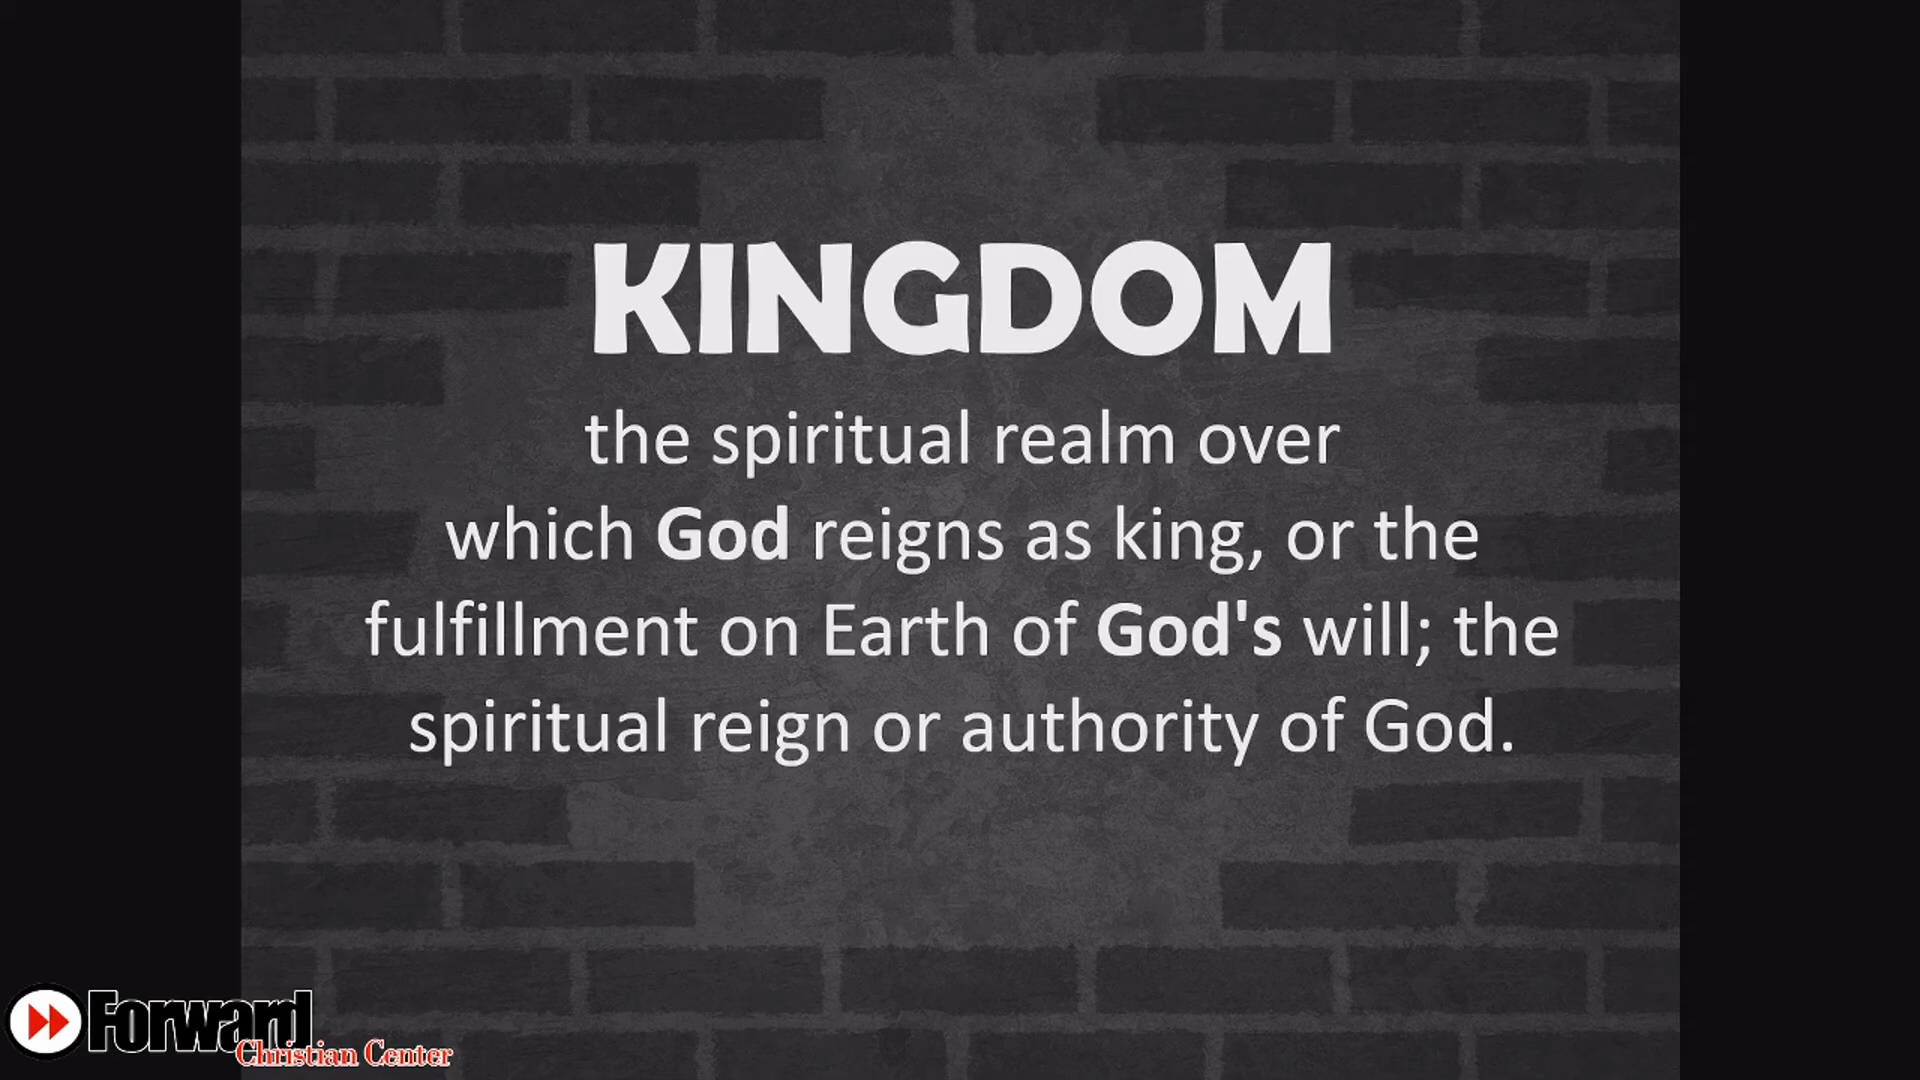 KINGDOM
the spiritual realm over
which God reigns as king, or the
fulfillment on Earth of God's will; the
spiritual reign or authority of God.
Forward
Christian Center